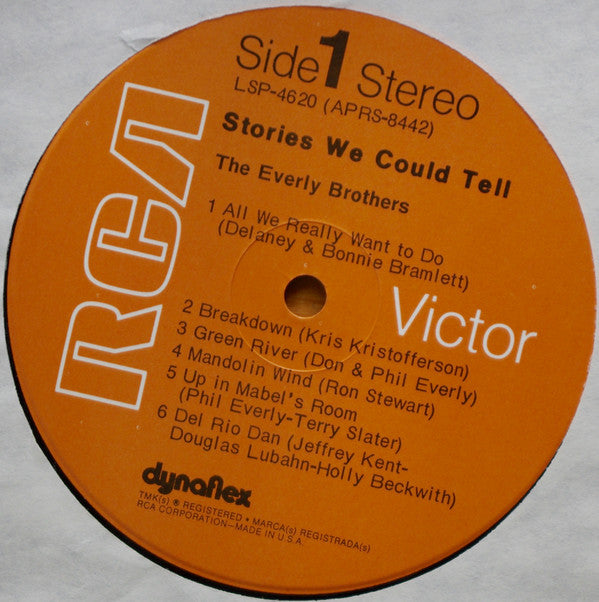 Side 1 Stereo
LSP-4620 (APRS-8442)
Stories We Could Tell
The Everly Brothers
1 All We Really Want to Do
(Delaney & Bonnie Bramlett)
RCA
Victor
2 Breakdown (Kris Kristofferson)
3 Green River (Don & Phil Everly)
4 Mandolin Wind (Ron Stewart)
5 Up in Mabel's Room
(Phil Everly-Terry Slater)
6 Del Rio Dan (Jeffrey Kent-
Douglas Lubahn-Holly Beckwith)
dynaflex
TMK(s) ® REGISTERED • MARCA(s) REGISTRADA(s)
RCA CORPORATION—MADE IN U.S.A.